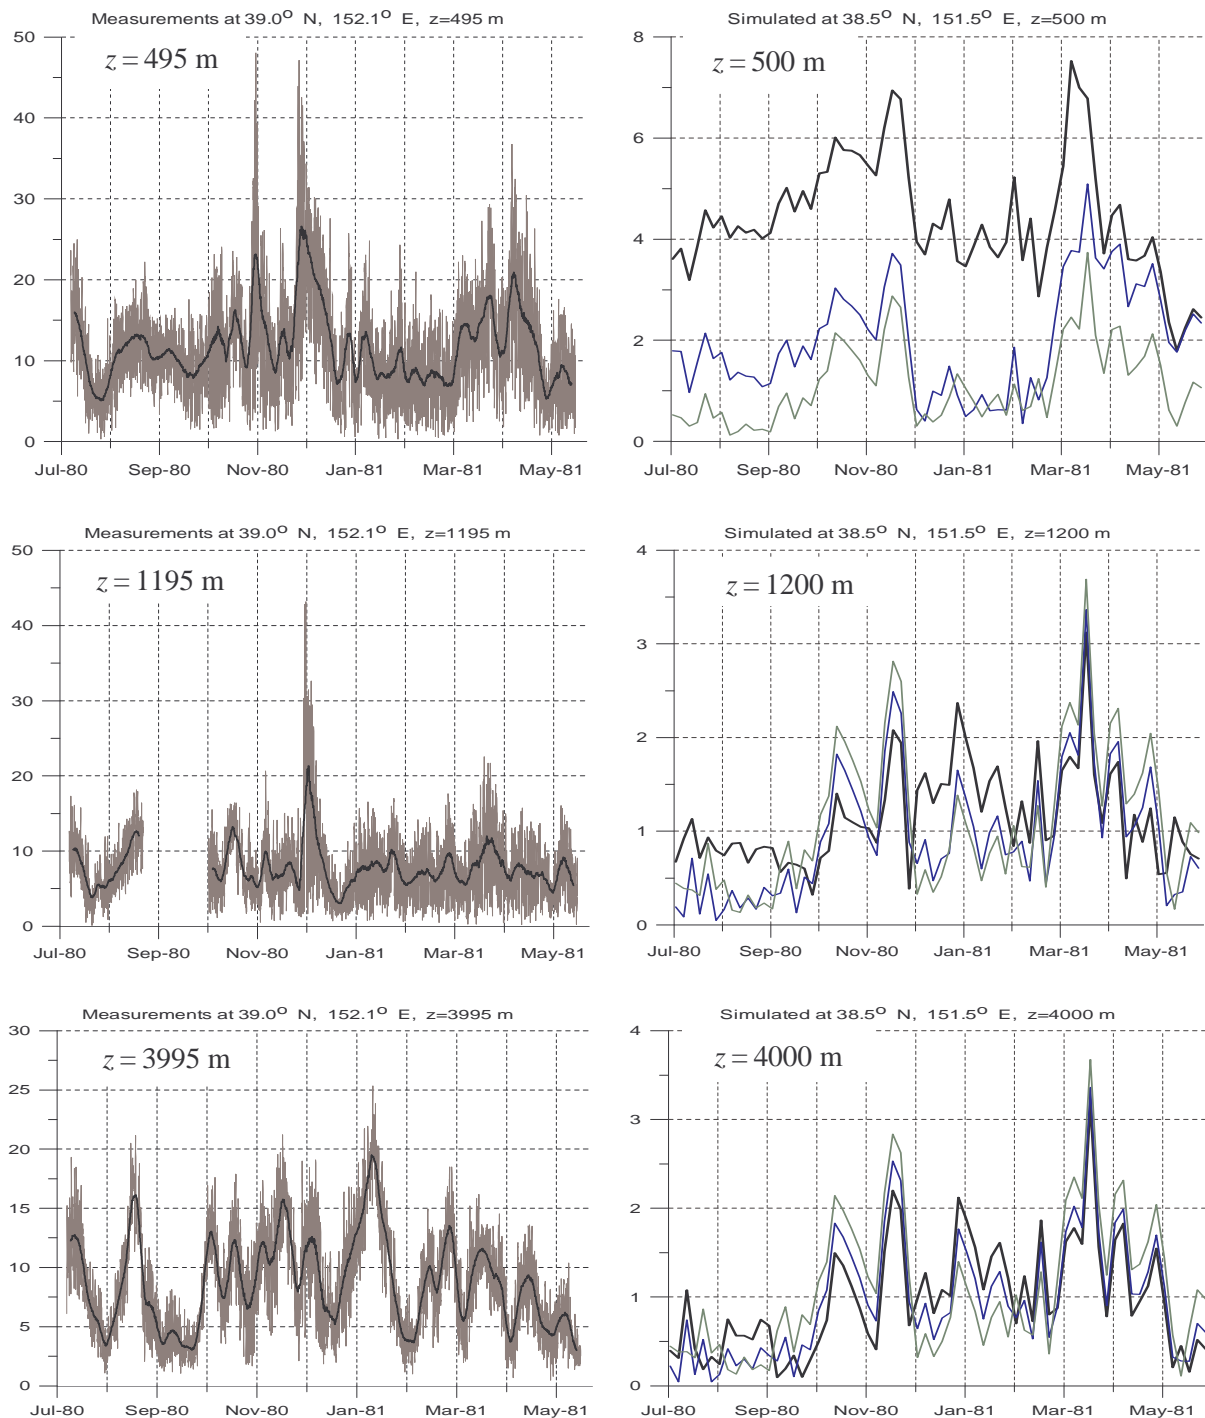 Measurements at 39.0° N, 152.1° E, z=495 m
z = 495 m
50
40
30
20
10
0
Jul-80 Sep-80 Nov-80 Jan-81 Mar-81 May-81
Simulated at 38.5° N, 151.5° E, z=500 m
z = 500 m
8
6
4
2
0
Jul-80 Sep-80 Nov-80 Jan-81 Mar-81 May-81
Measurements at 39.0° N, 152.1° E, z=1195 m
z = 1195 m
50
40
30
20
10
0
Jul-80 Sep-80 Nov-80 Jan-81 Mar-81 May-81
Simulated at 38.5° N, 151.5° E, z=1200 m
z = 1200 m
4
3
2
1
0
Jul-80 Sep-80 Nov-80 Jan-81 Mar-81 May-81
Measurements at 39.0° N, 152.1° E, z=3995 m
z = 3995 m
30
25
20
15
10
5
0
Jul-80 Sep-80 Nov-80 Jan-81 Mar-81 May-81
Simulated at 38.5° N, 151.5° E, z=4000 m
z = 4000 m
4
3
2
1
0
Jul-80 Sep-80 Nov-80 Jan-81 Mar-81 May-81